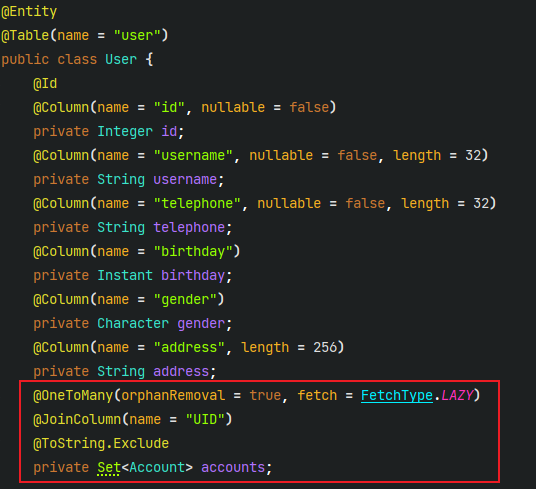 @Entity
@Table(name = "user")
public class User {
@Id
@Column(name = "id", nullable = false)
private Integer id;
@Column(name = "username", nullable = false, length = 32)
private String username;
@Column(name = "telephone", nullable = false, length = 32)
private String telephone;
@Column(name = "birthday")
private Instant birthday;
@Column(name = "gender")
private Character gender;
@Column(name = "address", length = 256)
private String address;
@OneToMany(orphanRemoval = true, fetch = FetchType.LAZY)
@JoinColumn(name = "UID")
@ToString.Exclude
private Set<Account> accounts;